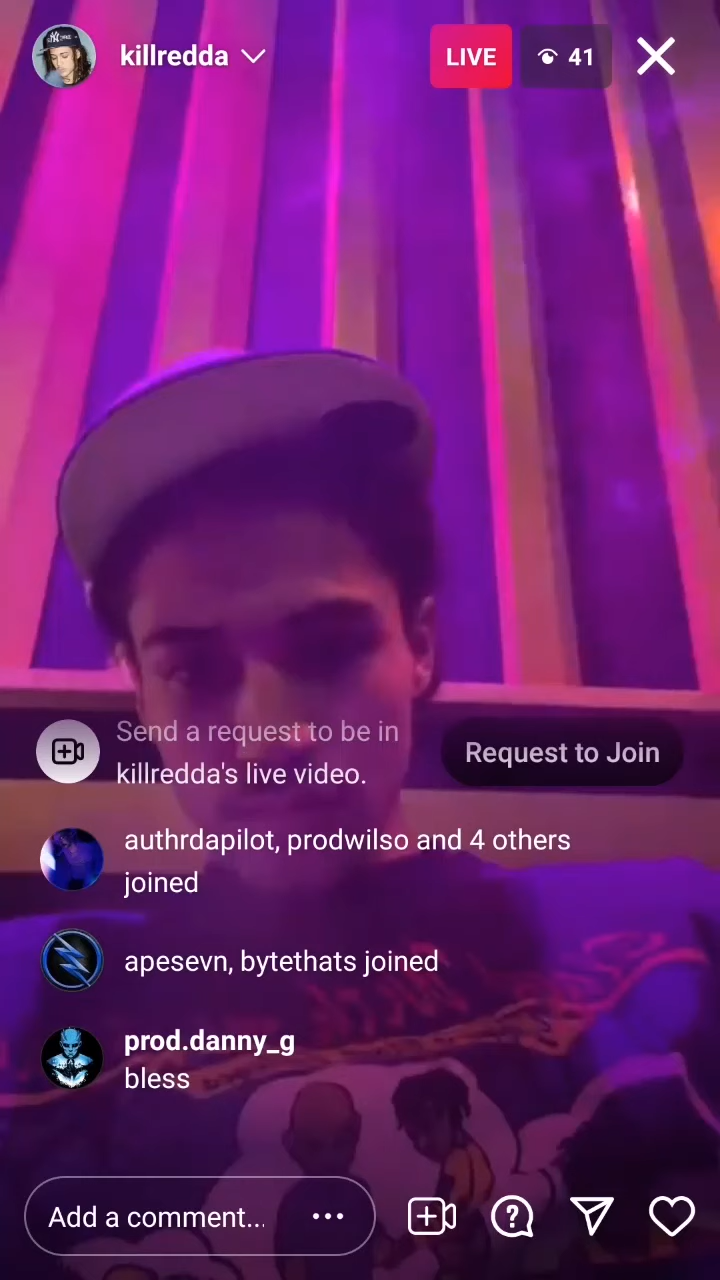 killredda
LIVE
41
Send a request to be in
killredda's live video.
Request to Join
authrdapilot, prodwilso and 4 others
joined
apesevn, bytethats joined
prod.danny_g
bless
Add a comment...